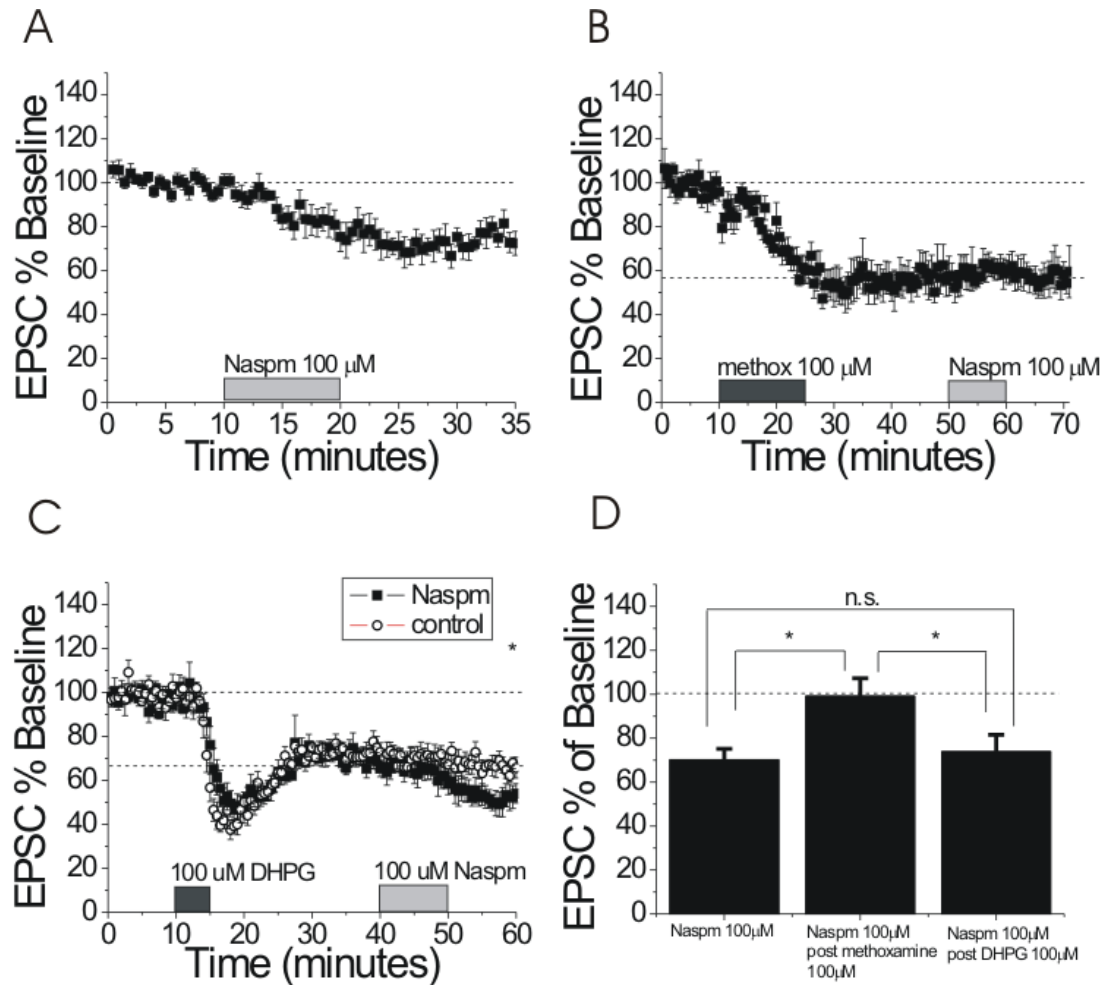 A
EPSC % Baseline
140
120
100
80
60
40
20
0
Naspm 100 μM
0 5 10 15 20 25 30 35
Time (minutes)
B
EPSC % Baseline
140
120
100
80
60
40
20
0
methox 100 μM
Naspm 100 μM
0 10 20 30 40 50 60 70
Time (minutes)
C
EPSC % Baseline
140
120
100
80
60
40
20
0
Naspm
control
*
100 uM DHPG
100 uM Naspm
0 10 20 30 40 50 60
Time (minutes)
D
EPSC % of Baseline
140
120
100
80
60
40
20
0
n.s.
* *
Naspm 100μM
Naspm 100μM
post methoxamine
100μM
Naspm 100μM
post DHPG 100μM